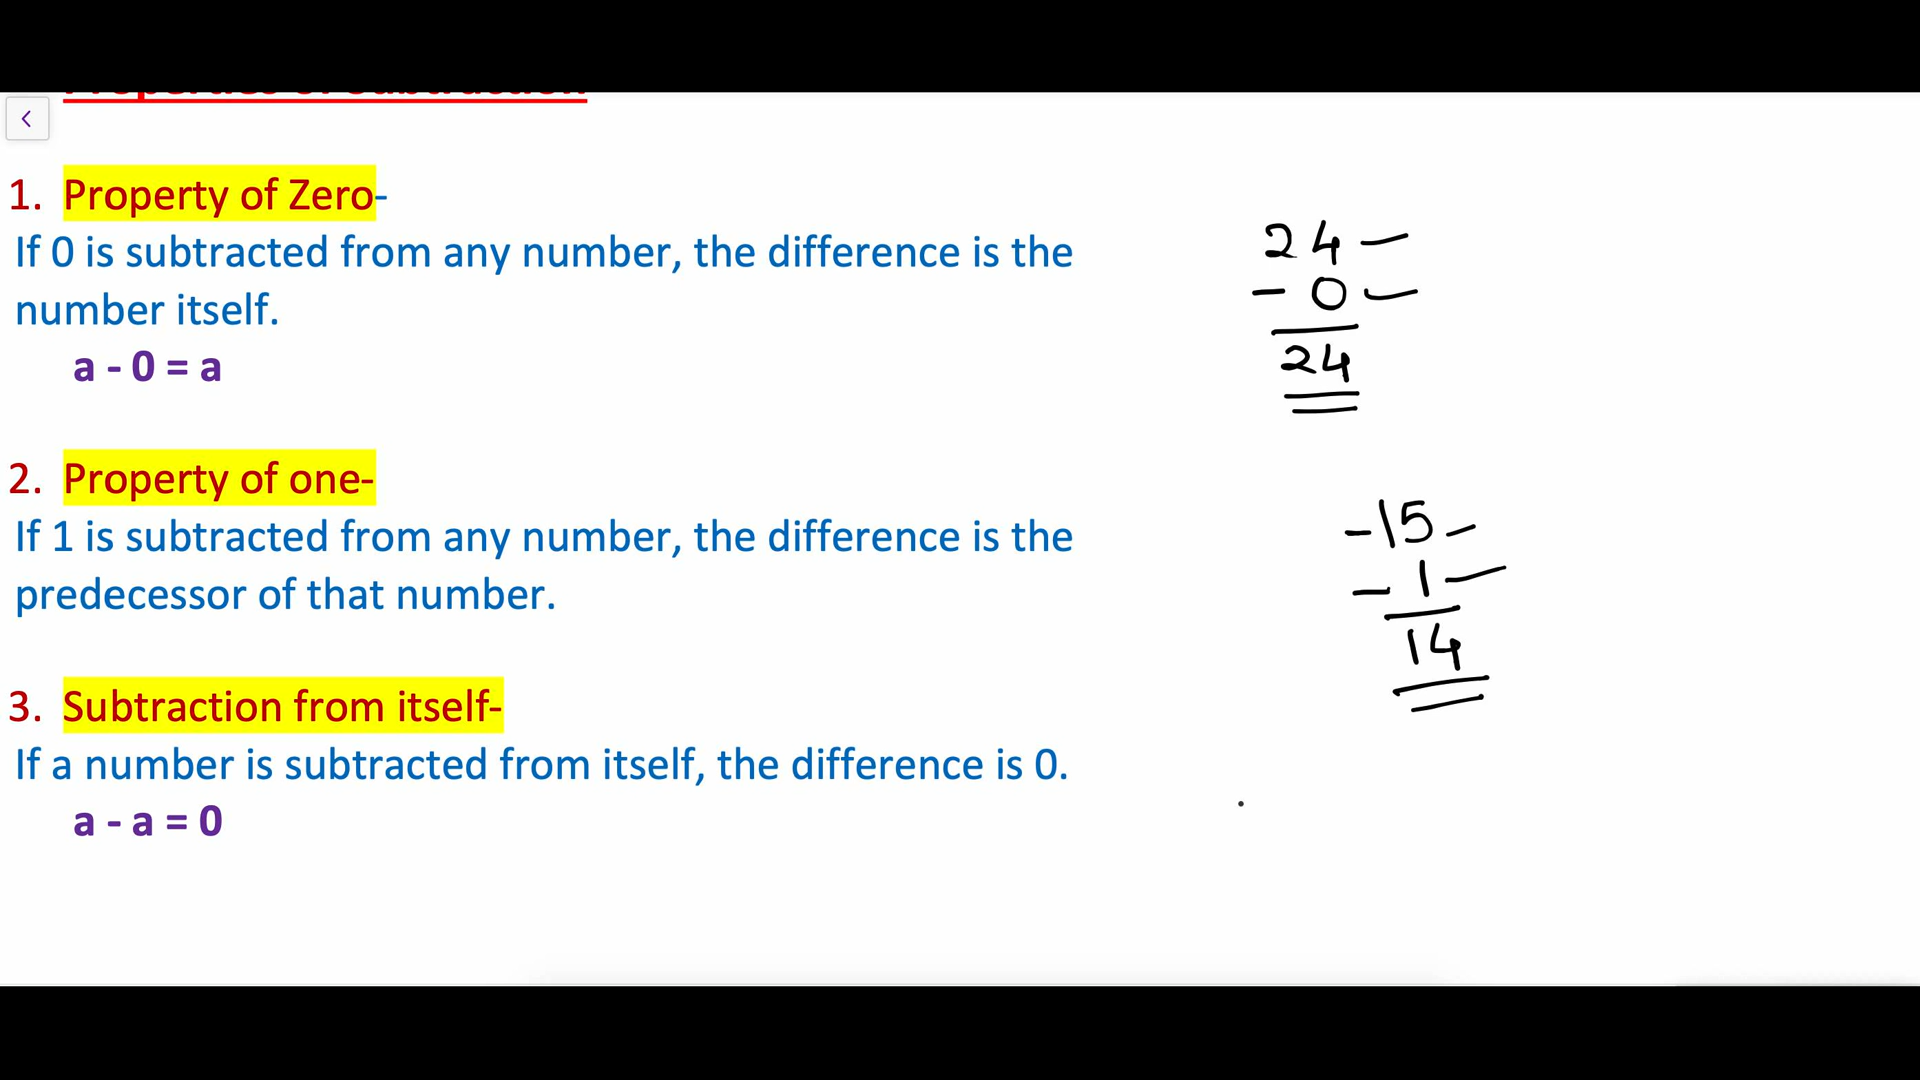 Properties of Subtraction
1. Property of Zero-
If 0 is subtracted from any number, the difference is the
number itself.
a - 0 = a
2. Property of one-
If 1 is subtracted from any number, the difference is the
predecessor of that number.
3. Subtraction from itself-
If a number is subtracted from itself, the difference is 0.
a - a = 0
24 —
- 0 —
24
-15 -
- 1 —
14